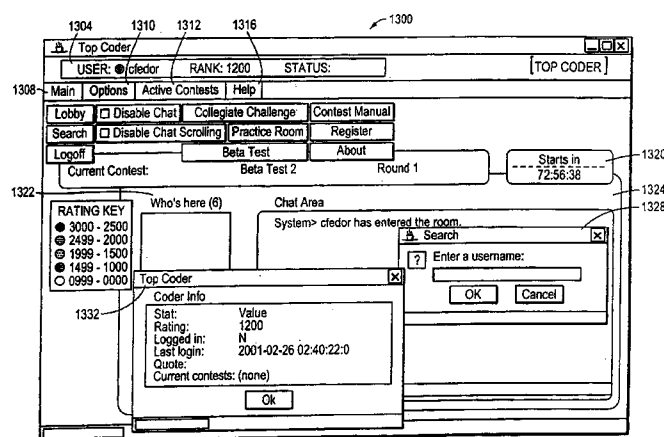 1300
1304
1310
1312
1316
Top Coder
USER: cfedor RANK: 1200 STATUS:
[TOP CODER]
1308
Main Options Active Contests Help
Lobby Disable Chat Collegiate Challenge Contest Manual
Search Disable Chat Scrolling Practice Room Register
Logoff Beta Test About
Current Contest: Beta Test 2 Round 1
Starts in
72:56:38
1320
1322
1324
1328
Who's here (6)
Chat Area
System> cfedor has entered the room.
RATING KEY
3000 - 2500
2499 - 2000
1999 - 1500
1499 - 1000
0999 - 0000
Search
? Enter a username:
OK Cancel
Top Coder
1332
Coder Info
Stat: Value
Rating: 1200
Logged in: N
Last login: 2001-02-26 02:40:22:0
Quote:
Current contests: (none)
Ok